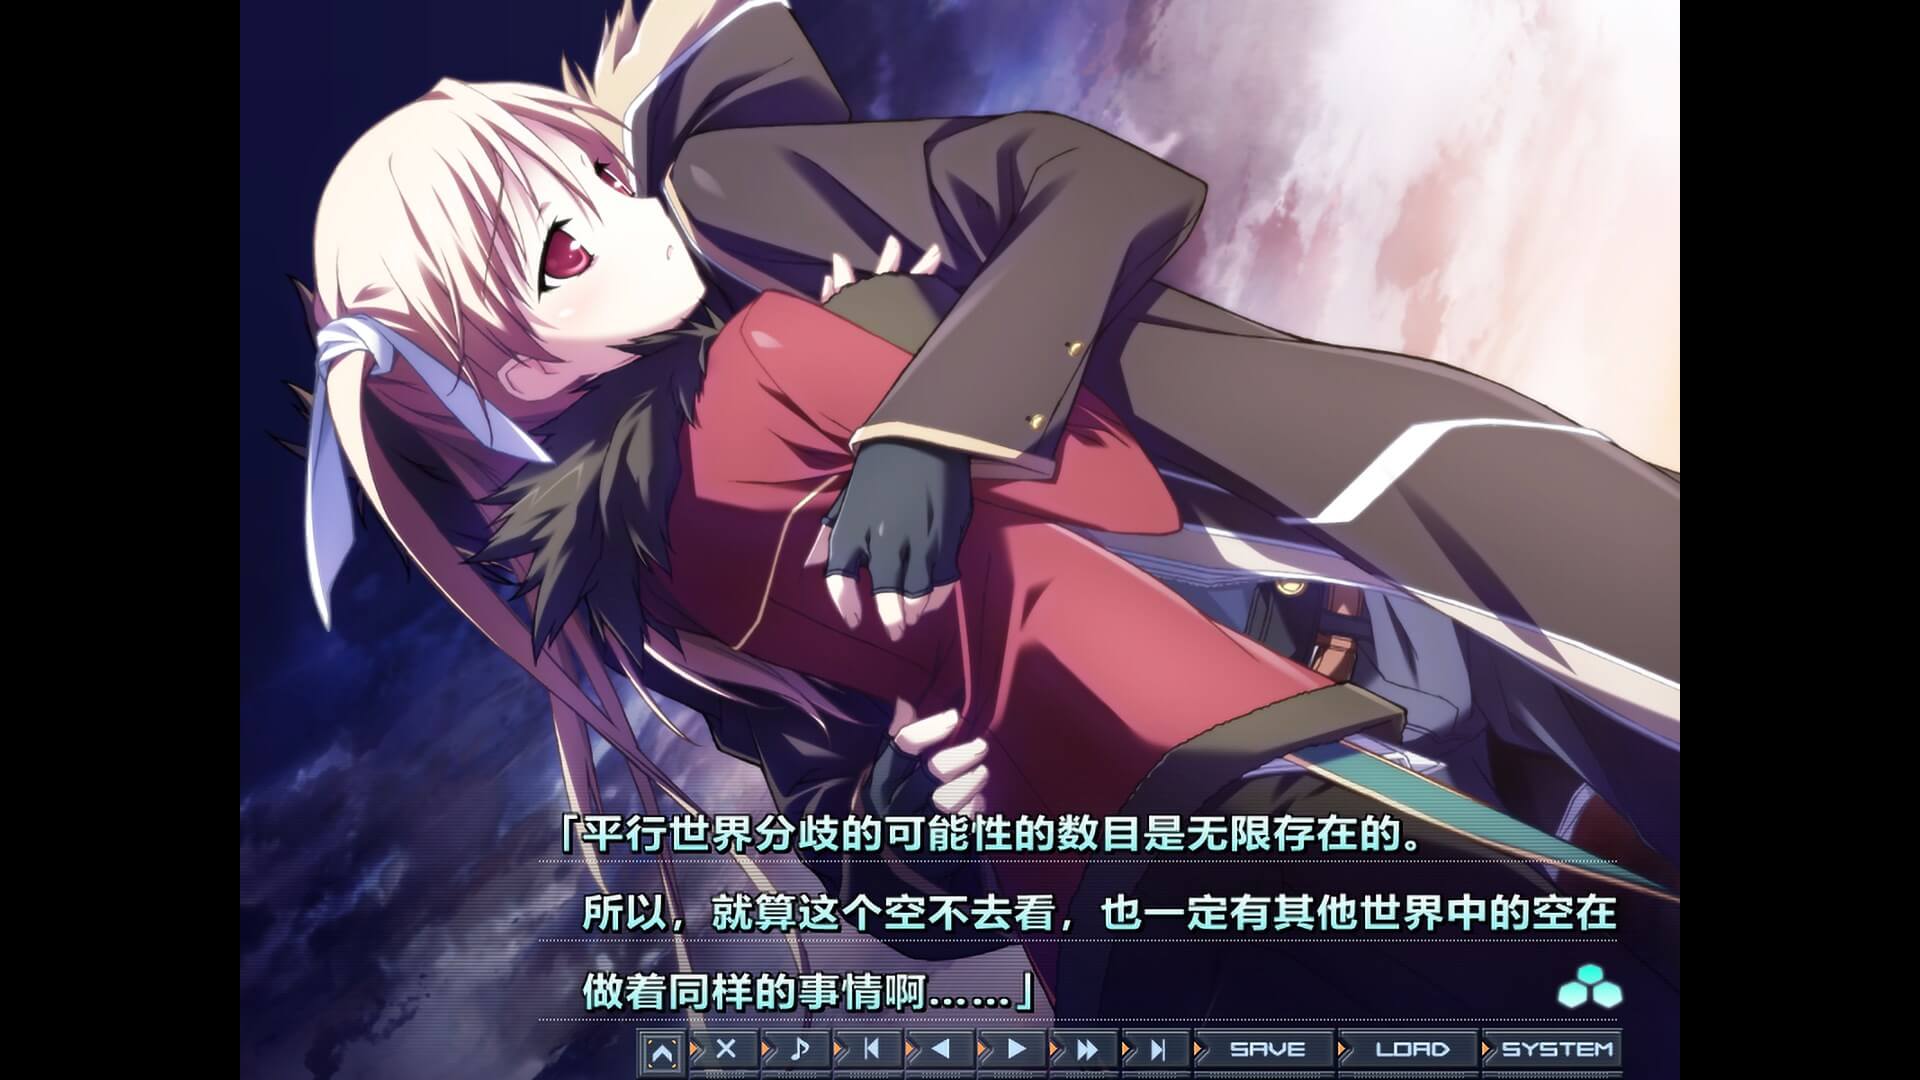 「平行世界分歧的可能性的数目是无限存在的。
所以，就算这个空不去看，也一定有其他世界中的空在
做着同样的事情啊……」
SAVE LOAD SYSTEM